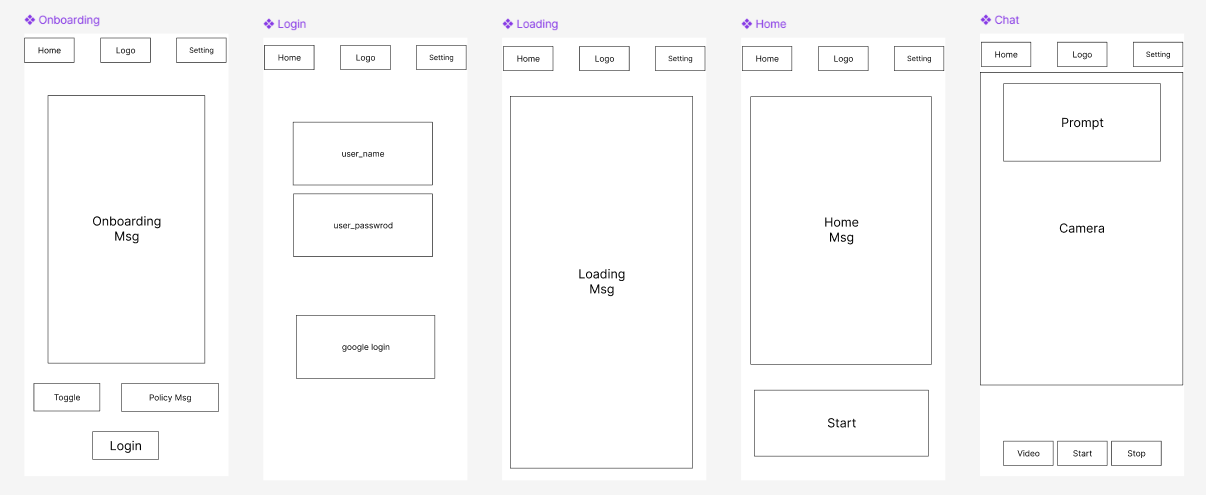 Onboarding
Home
Logo
Setting
Onboarding
Msg
Toggle
Policy Msg
Login
Login
Home
Logo
Setting
user_name
user_passwrod
google login
Loading
Home
Logo
Setting
Loading
Msg
Home
Home
Logo
Setting
Home
Msg
Start
Chat
Home
Logo
Setting
Prompt
Camera
Video
Start
Stop